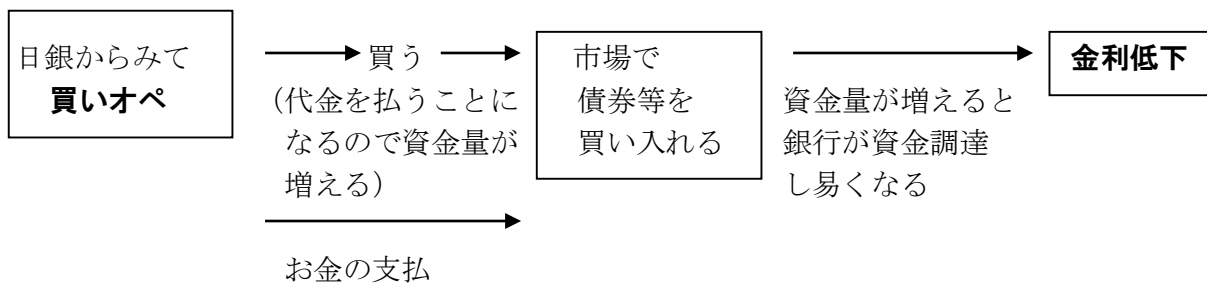 日銀からみて
買いオペ
買う
(代金を払うことに
なるので資金量が
増える)
お金の支払
市場で
債券等を
買い入れる
資金量が増えると
銀行が資金調達
し易くなる
金利低下